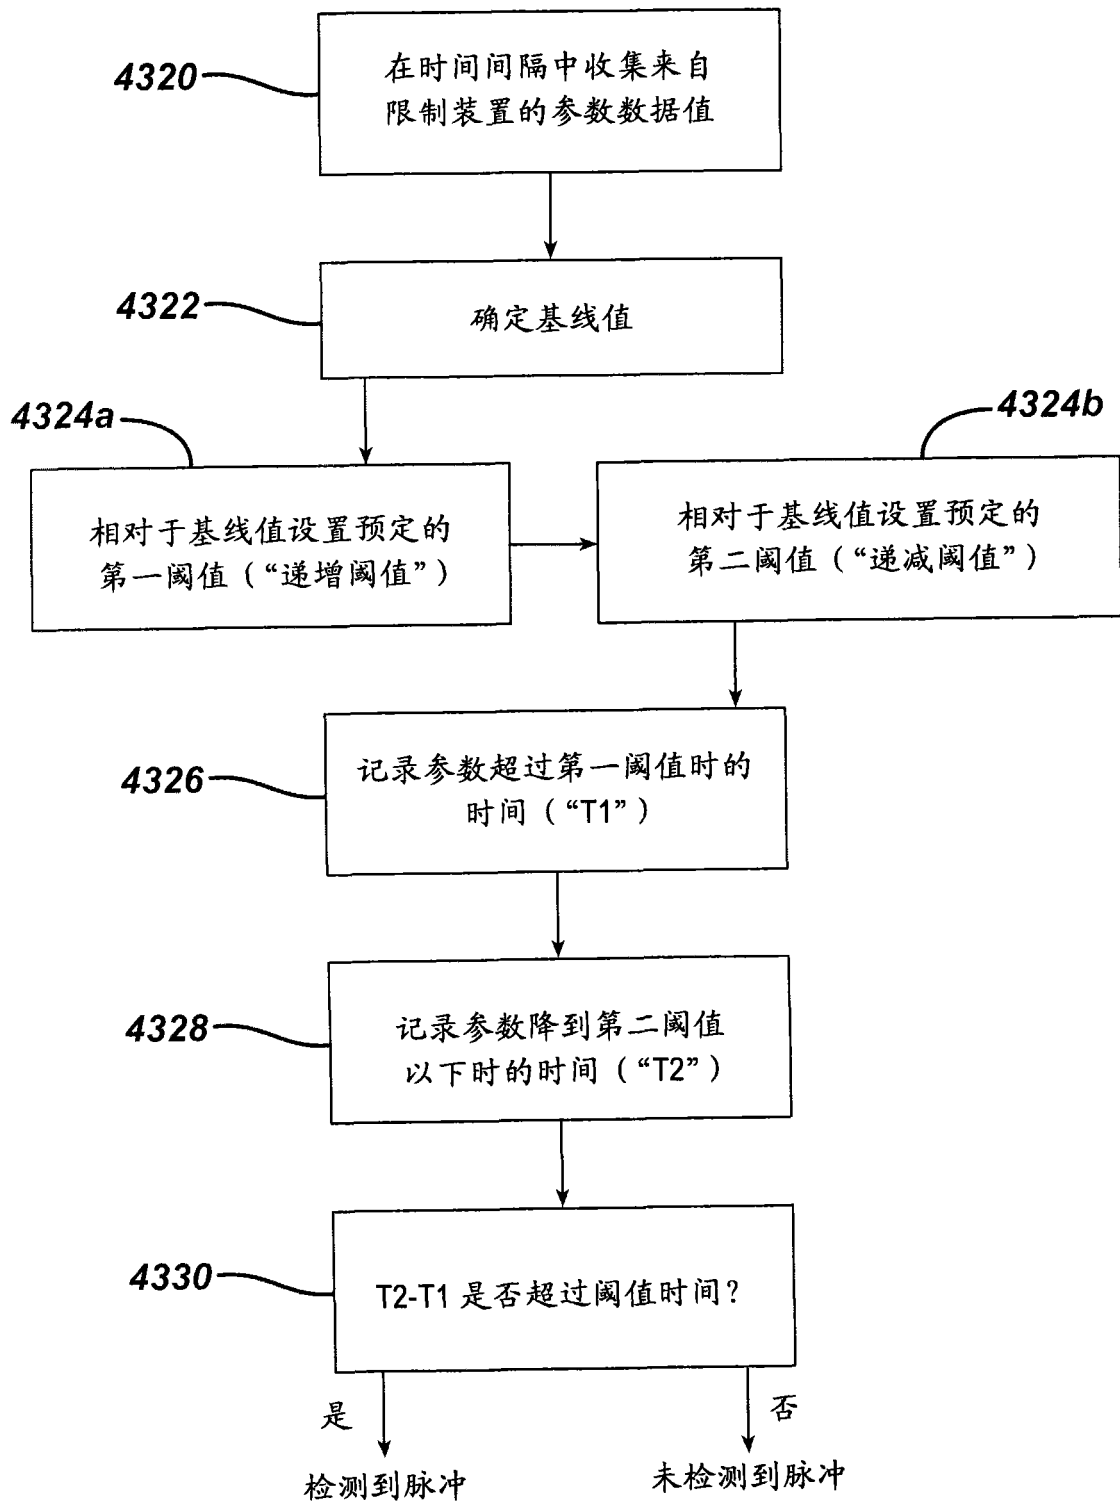 4320
在时间间隔中收集来自
限制装置的参数数据值
4322
确定基线值
4324a
相对于基线值设置预定的
第一阈值（“递增阈值”）
4324b
相对于基线值设置预定的
第二阈值（“递减阈值”）
4326
记录参数超过第一阈值时的
时间（“T1”）
4328
记录参数降到第二阈值
以下时的时间（“T2”）
4330
T2-T1 是否超过阈值时间？
是
否
检测到脉冲
未检测到脉冲